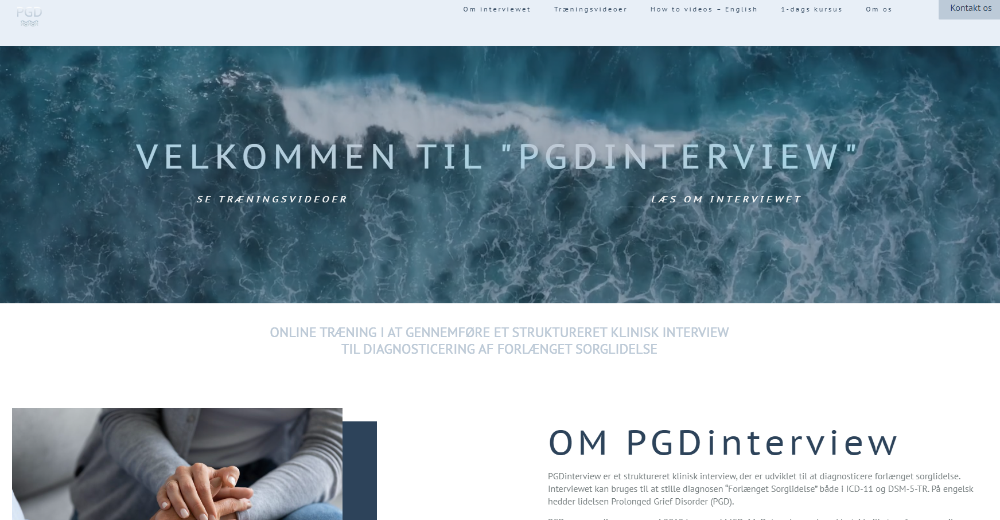 PGD
Om interviewet
Træningsvideoer
How to videos – English
1-dags kursus
Om os
Kontakt os
VELKOMMEN TIL "PGDINTERVIEW"
SE TRÆNINGSVIDEOER
LÆS OM INTERVIEWET
ONLINE TRÆNING I AT GENNEMFØRE ET STRUKTURERET KLINISK INTERVIEW
TIL DIAGNOSTICERING AF FORLÆNGET SORGLIDELSE
OM PGDinterview
PGDinterview er et struktureret klinisk interview, der er udviklet til at diagnosticere forlænget sorglidelse.
Interviewet kan bruges til at stille diagnosen “Forlænget Sorglidelse” både i ICD-11 og DSM-5-TR. På engelsk
hedder lidelsen Prolonged Grief Disorder (PGD).